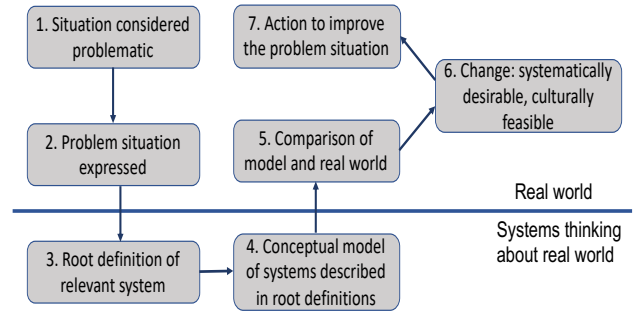 1. Situation considered
problematic
2. Problem situation
expressed
3. Root definition of
relevant system
4. Conceptual model
of systems described
in root definitions
5. Comparison of
model and real world
6. Change: systematically
desirable, culturally
feasible
7. Action to improve
the problem situation
Real world
Systems thinking
about real world